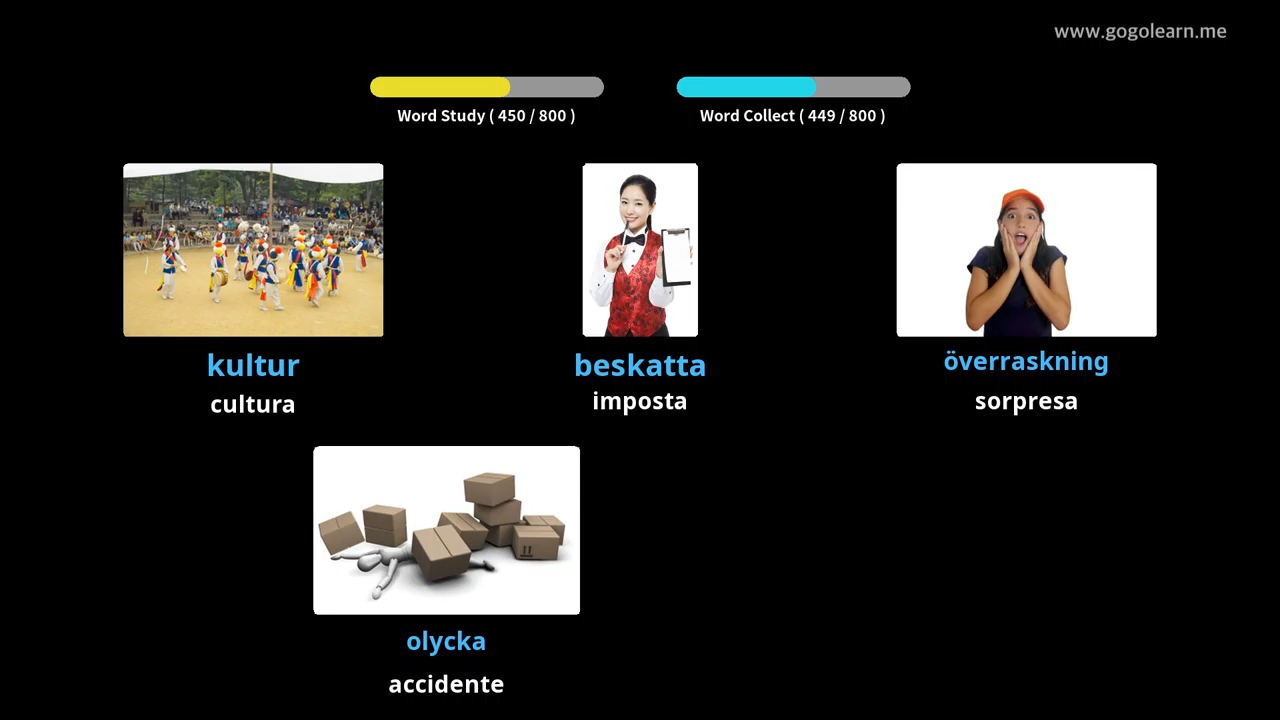 www.gogolearn.me
Word Study ( 450 / 800 )
Word Collect ( 449 / 800 )
kultur
cultura
beskatta
imposta
överraskning
sorpresa
olycka
accidente